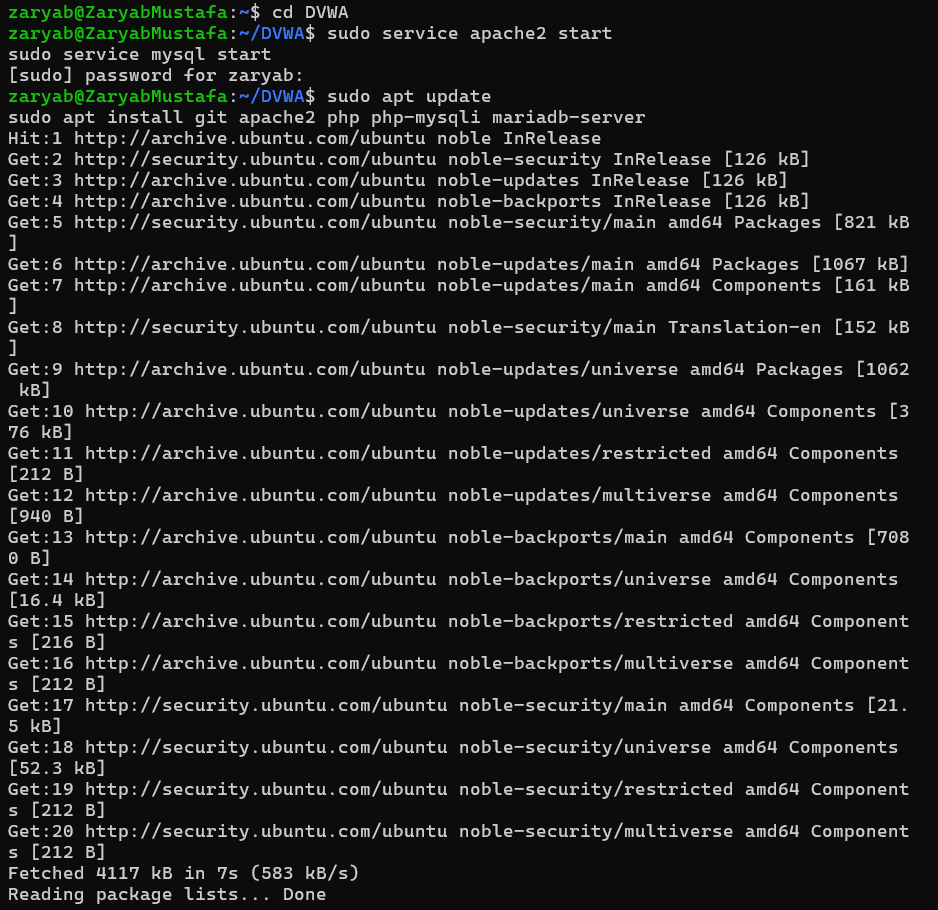 zaryab@ZaryabMustafa:~$ cd DVWA
zaryab@ZaryabMustafa:~/DVWA$ sudo service apache2 start
sudo service mysql start
[sudo] password for zaryab:
zaryab@ZaryabMustafa:~/DVWA$ sudo apt update
sudo apt install git apache2 php php-mysqli mariadb-server
Hit:1 http://archive.ubuntu.com/ubuntu noble InRelease
Get:2 http://security.ubuntu.com/ubuntu noble-security InRelease [126 kB]
Get:3 http://archive.ubuntu.com/ubuntu noble-updates InRelease [126 kB]
Get:4 http://archive.ubuntu.com/ubuntu noble-backports InRelease [126 kB]
Get:5 http://security.ubuntu.com/ubuntu noble-security/main amd64 Packages [821 kB
]
Get:6 http://archive.ubuntu.com/ubuntu noble-updates/main amd64 Packages [1067 kB]
Get:7 http://archive.ubuntu.com/ubuntu noble-updates/main amd64 Components [161 kB
]
Get:8 http://security.ubuntu.com/ubuntu noble-security/main Translation-en [152 kB
]
Get:9 http://archive.ubuntu.com/ubuntu noble-updates/universe amd64 Packages [1062
 kB]
Get:10 http://archive.ubuntu.com/ubuntu noble-updates/universe amd64 Components [3
76 kB]
Get:11 http://archive.ubuntu.com/ubuntu noble-updates/restricted amd64 Components
[212 B]
Get:12 http://archive.ubuntu.com/ubuntu noble-updates/multiverse amd64 Components
[940 B]
Get:13 http://archive.ubuntu.com/ubuntu noble-backports/main amd64 Components [708
0 B]
Get:14 http://archive.ubuntu.com/ubuntu noble-backports/universe amd64 Components
[16.4 kB]
Get:15 http://archive.ubuntu.com/ubuntu noble-backports/restricted amd64 Component
s [216 B]
Get:16 http://archive.ubuntu.com/ubuntu noble-backports/multiverse amd64 Component
s [212 B]
Get:17 http://security.ubuntu.com/ubuntu noble-security/main amd64 Components [21.
5 kB]
Get:18 http://security.ubuntu.com/ubuntu noble-security/universe amd64 Components
[52.3 kB]
Get:19 http://security.ubuntu.com/ubuntu noble-security/restricted amd64 Component
s [212 B]
Get:20 http://security.ubuntu.com/ubuntu noble-security/multiverse amd64 Component
s [212 B]
Fetched 4117 kB in 7s (583 kB/s)
Reading package lists... Done